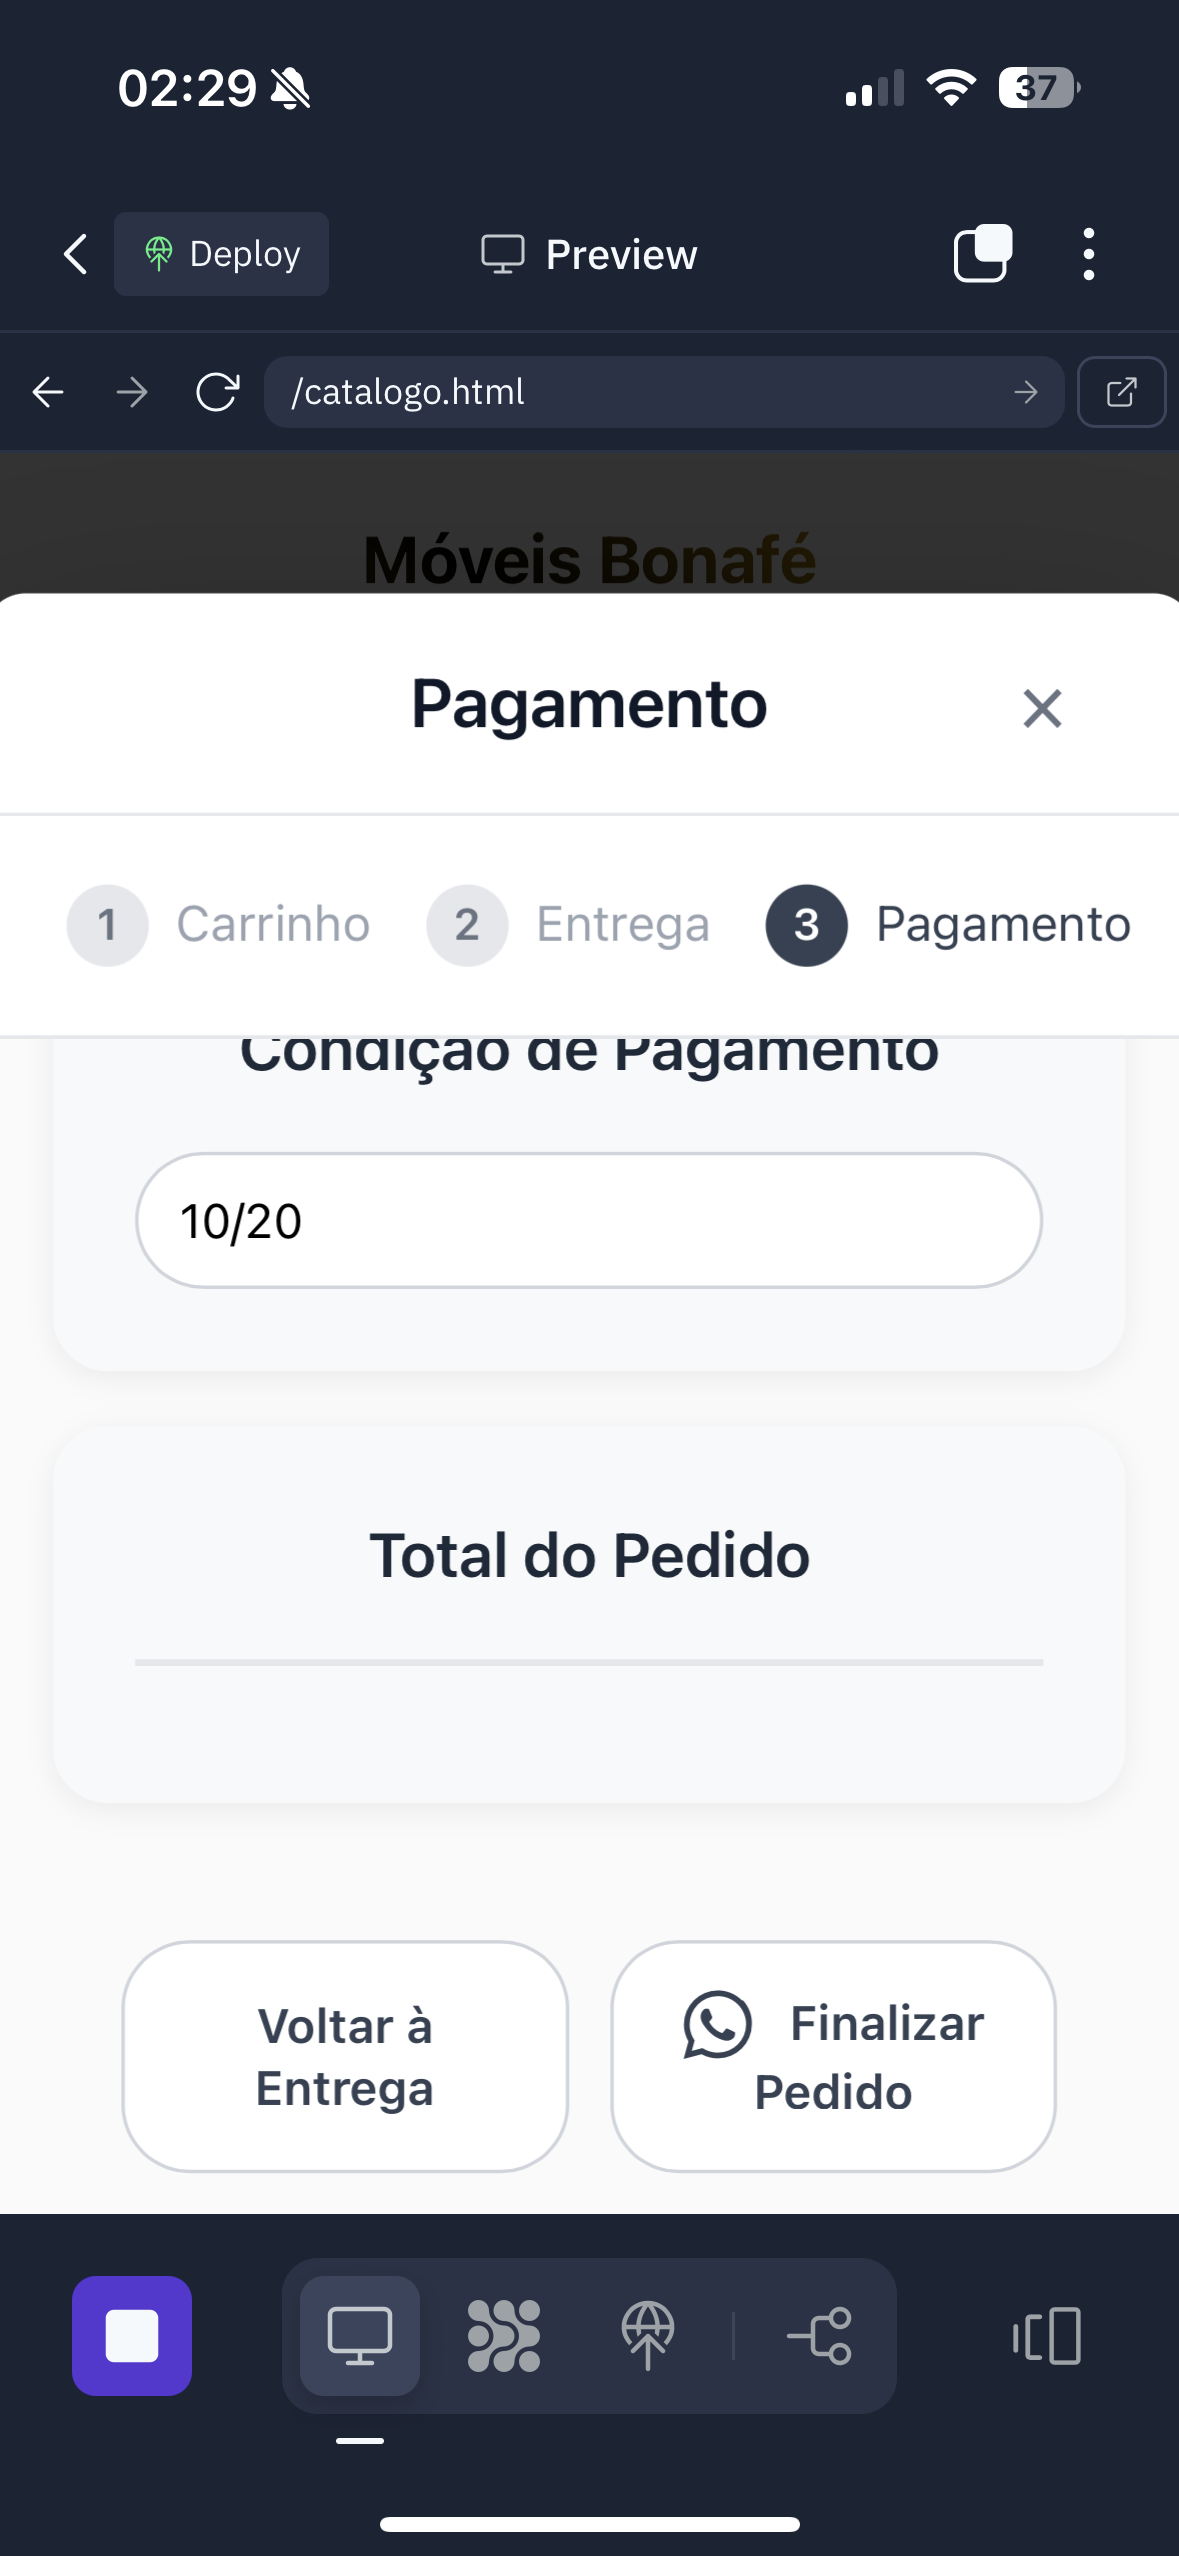 02:29
37
Deploy
Preview
/catalogo.html
Móveis Bonafé
Pagamento
1 Carrinho 2 Entrega 3 Pagamento
Condição de Pagamento
10/20
Total do Pedido
Voltar à
Entrega
Finalizar
Pedido